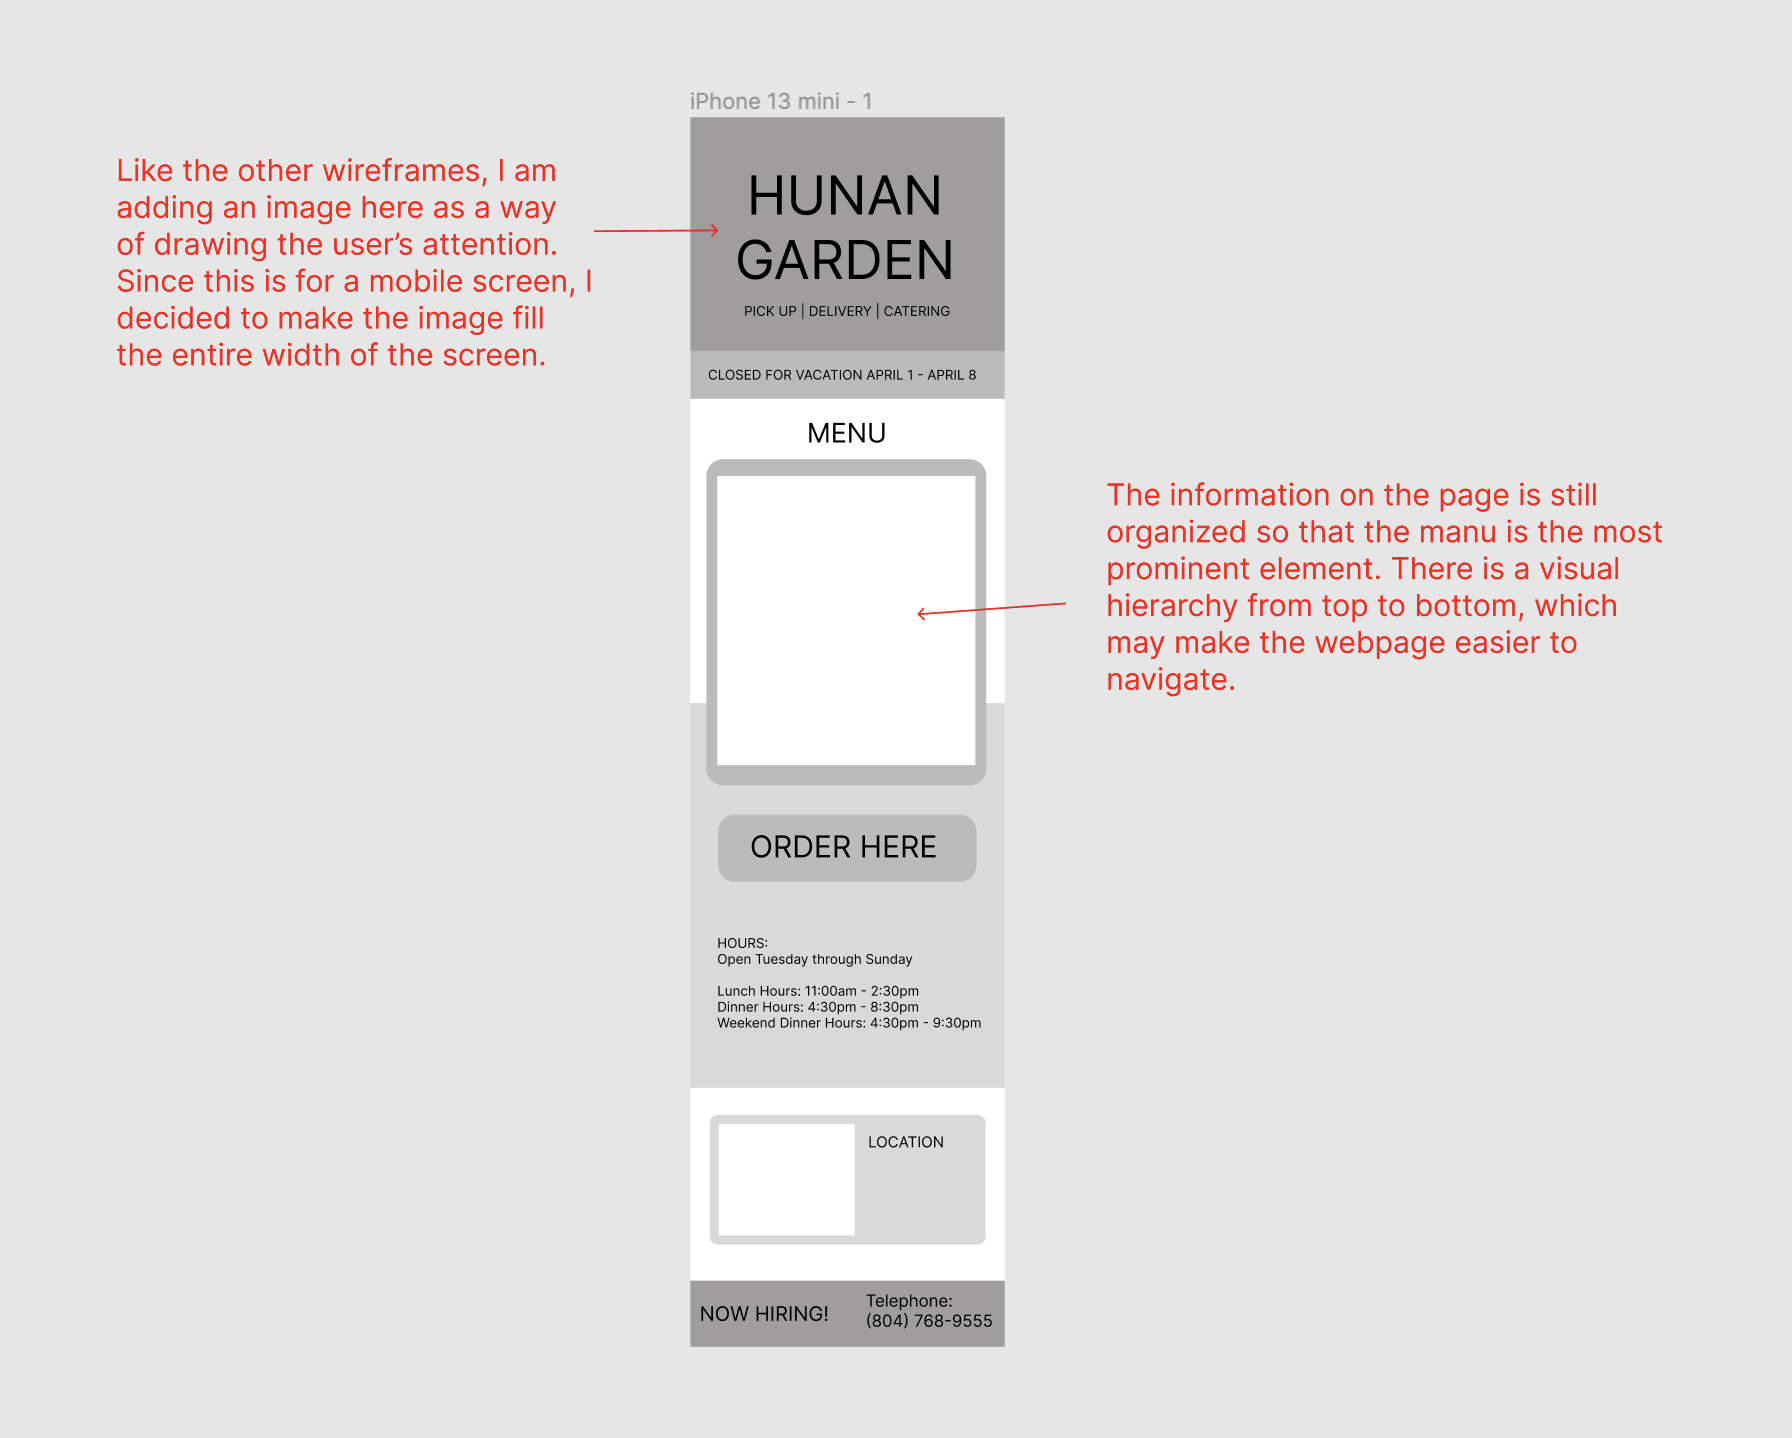 iPhone 13 mini - 1
Like the other wireframes, I am
adding an image here as a way
of drawing the user’s attention.
Since this is for a mobile screen, I
decided to make the image fill
the entire width of the screen.
HUNAN
GARDEN
PICK UP | DELIVERY | CATERING
CLOSED FOR VACATION APRIL 1 - APRIL 8
MENU
The information on the page is still
organized so that the manu is the most
prominent element. There is a visual
hierarchy from top to bottom, which
may make the webpage easier to
navigate.
ORDER HERE
HOURS:
Open Tuesday through Sunday
Lunch Hours: 11:00am - 2:30pm
Dinner Hours: 4:30pm - 8:30pm
Weekend Dinner Hours: 4:30pm - 9:30pm
LOCATION
NOW HIRING!
Telephone:
(804) 768-9555